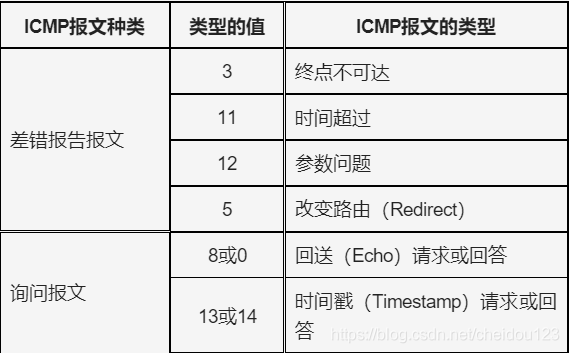 ICMP报文种类 类型的值 ICMP报文的类型
差错报告报文
3 终点不可达
11 时间超过
12 参数问题
5 改变路由（Redirect）
询问报文
8或0 回送（Echo）请求或回答
13或14 时间戳（Timestamp）请求或回
答
https://blog.csdn.net/cheidou123